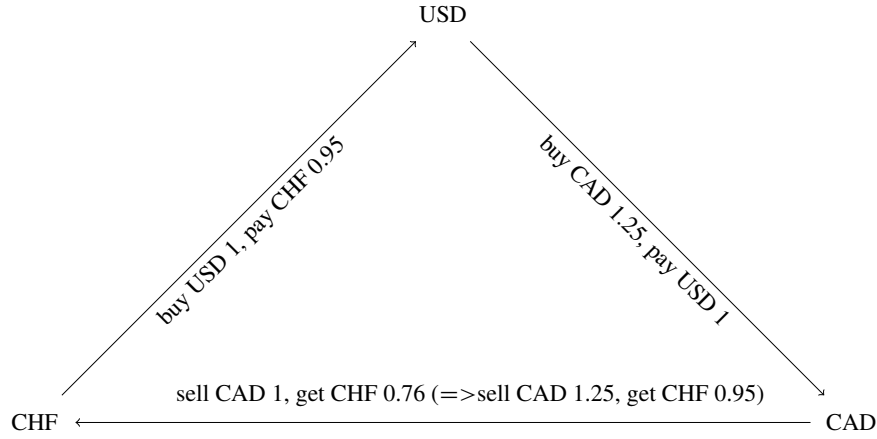 USD
buy USD 1, pay CHF 0.95
buy CAD 1.25, pay USD 1
sell CAD 1, get CHF 0.76 (=>sell CAD 1.25, get CHF 0.95)
CHF
CAD